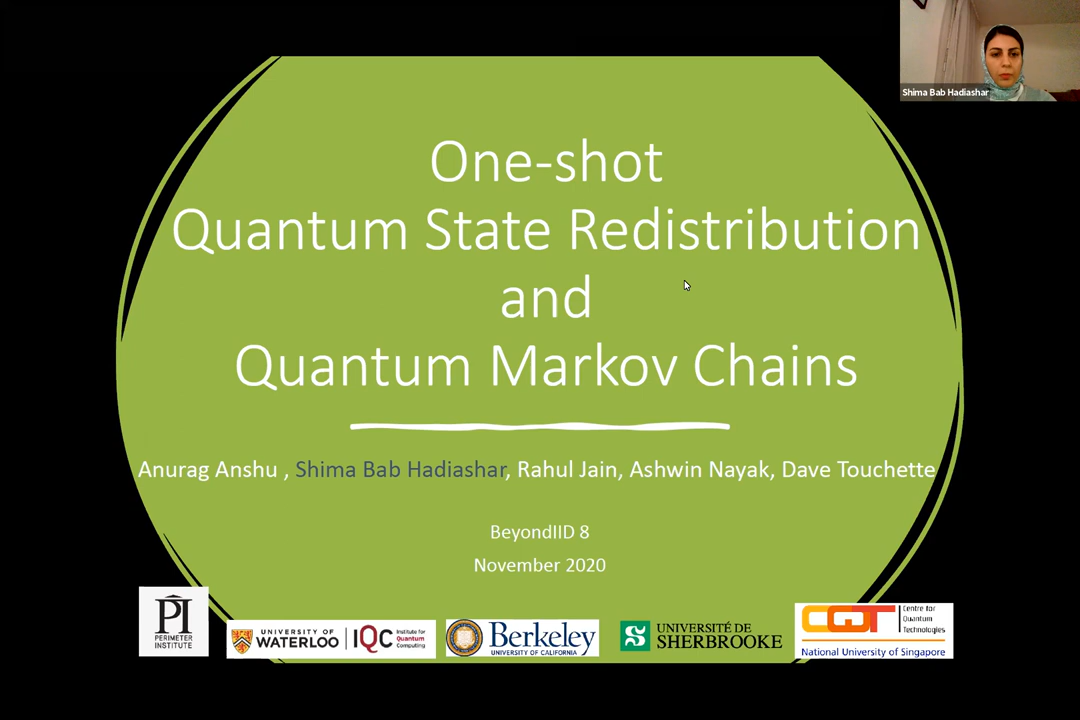 Shima Bab Hadiashar
One-shot
Quantum State Redistribution
and
Quantum Markov Chains
Anurag Anshu , Shima Bab Hadiashar, Rahul Jain, Ashwin Nayak, Dave Touchette
BeyondIID 8
November 2020
PI
PERIMETER
INSTITUTE
UNIVERSITY OF
WATERLOO
IQC
Institute for
Quantum
Computing
Berkeley
UNIVERSITY OF CALIFORNIA
UNIVERSITÉ DE
SHERBROOKE
CQT
Centre for
Quantum
Technologies
National University of Singapore